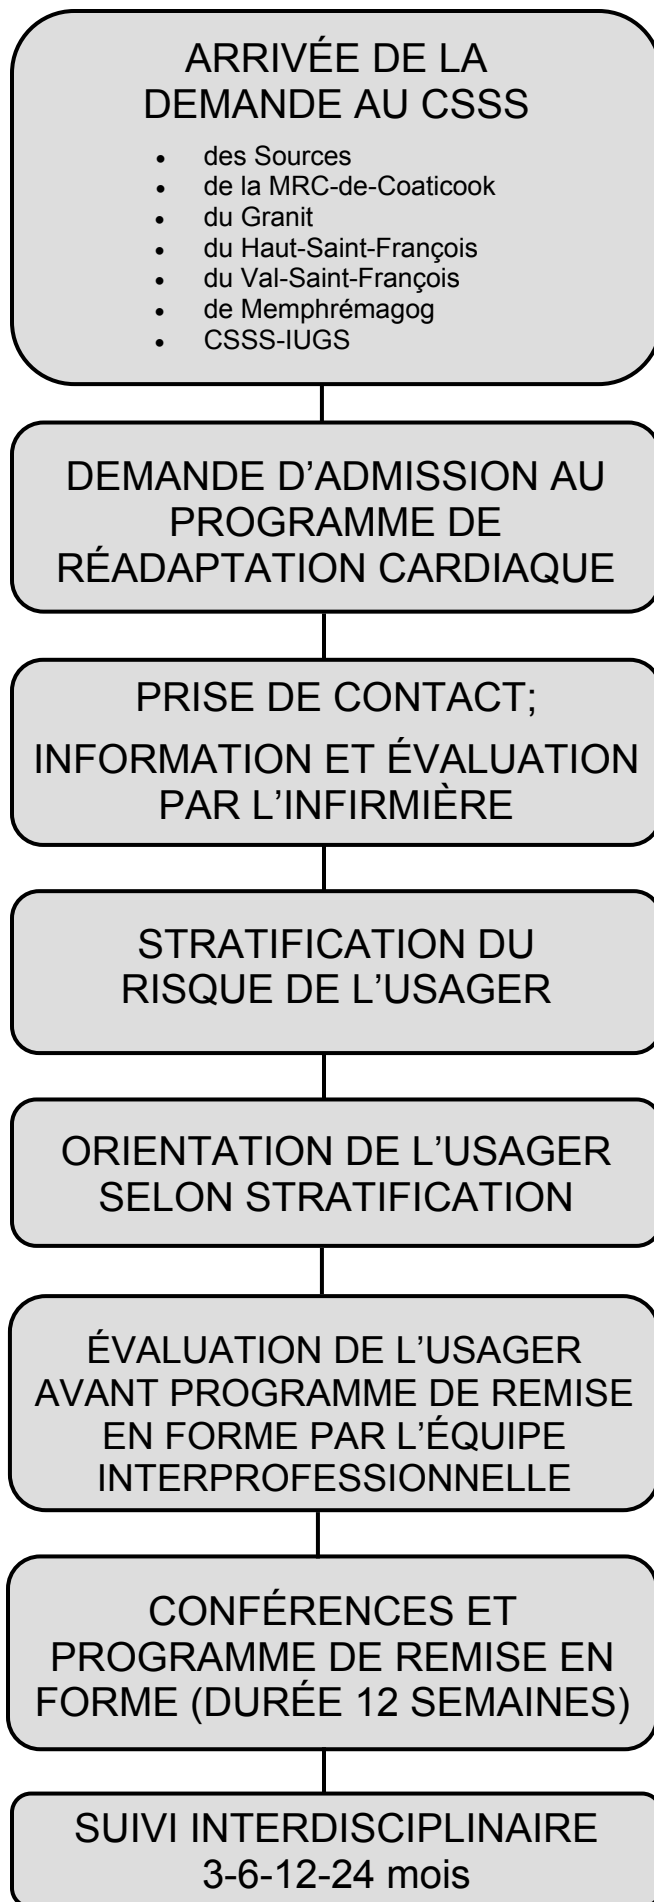 ARRIVÉE DE LA
DEMANDE AU CSSS
• des Sources
• de la MRC-de-Coaticook
• du Granit
• du Haut-Saint-François
• du Val-Saint-François
• de Memphrémagog
• CSSS-IUGS
DEMANDE D’ADMISSION AU
PROGRAMME DE
RÉADAPTATION CARDIAQUE
PRISE DE CONTACT;
INFORMATION ET ÉVALUATION
PAR L’INFIRMIÈRE
STRATIFICATION DU
RISQUE DE L’USAGER
ORIENTATION DE L’USAGER
SELON STRATIFICATION
ÉVALUATION DE L’USAGER
AVANT PROGRAMME DE REMISE
EN FORME PAR L’ÉQUIPE
INTERPROFESSIONNELLE
CONFÉRENCES ET
PROGRAMME DE REMISE EN
FORME (DURÉE 12 SEMAINES)
SUIVI INTERDISCIPLINAIRE
3-6-12-24 mois